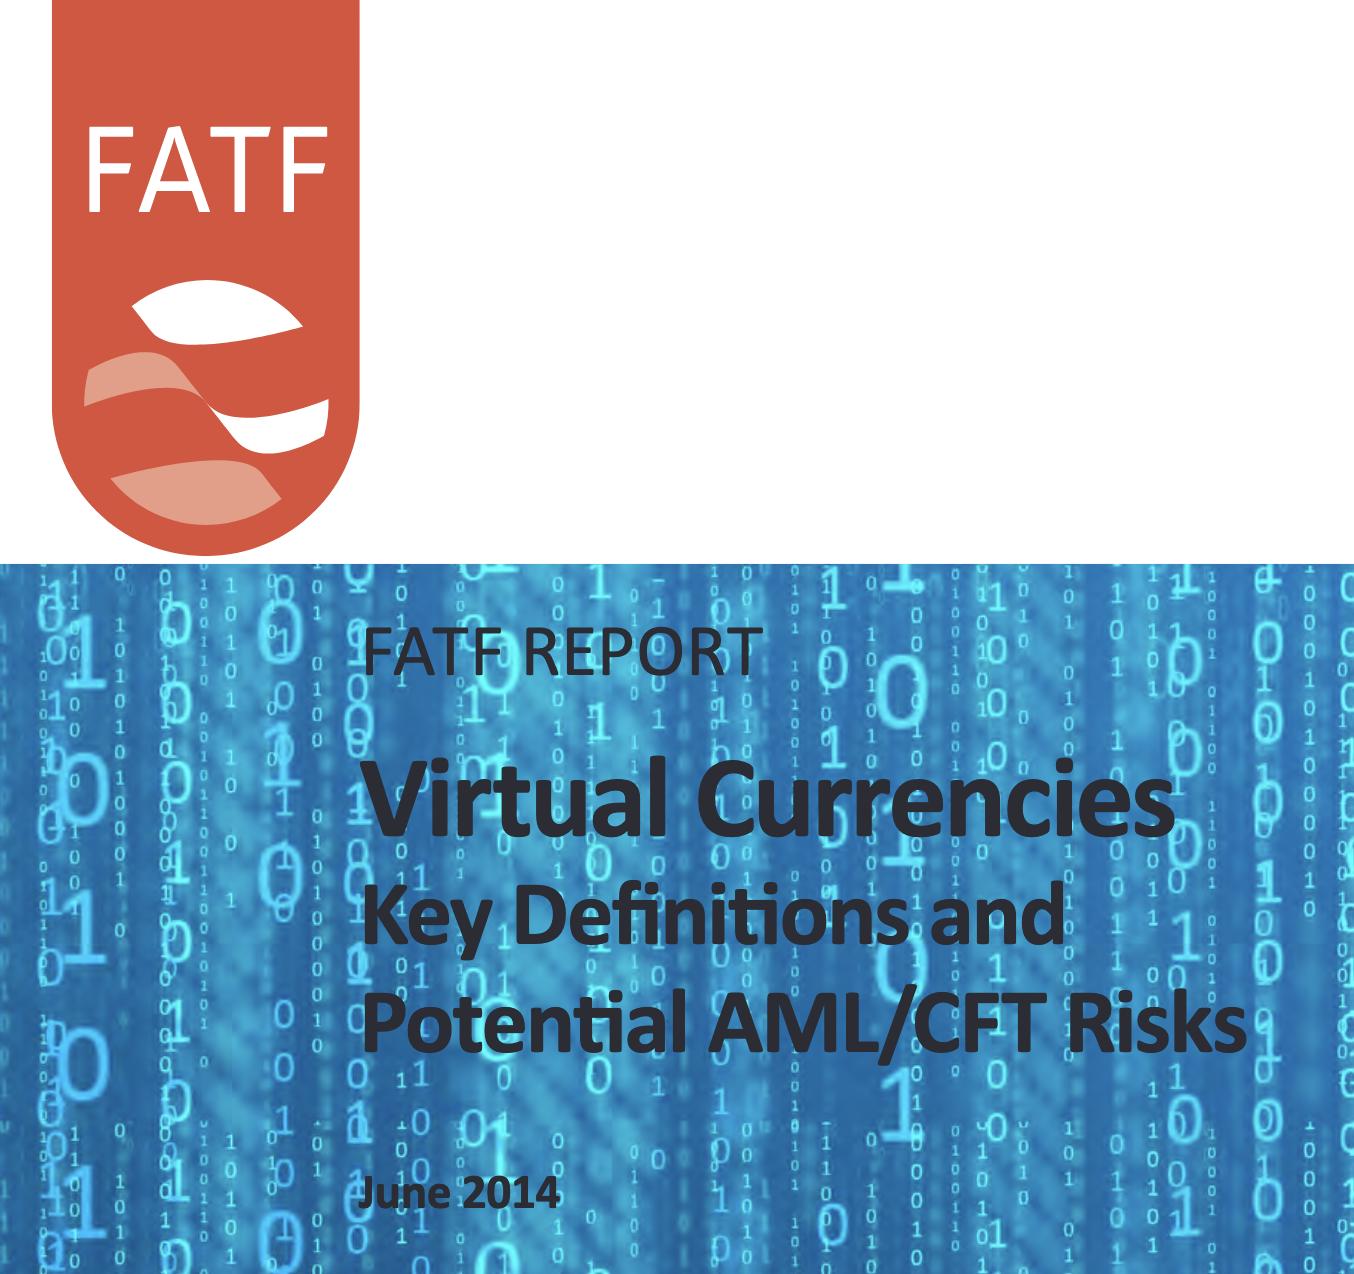 FATF
FATF REPORT
Virtual Currencies
Key Definitions and
Potential AML/CFT Risks
June 2014